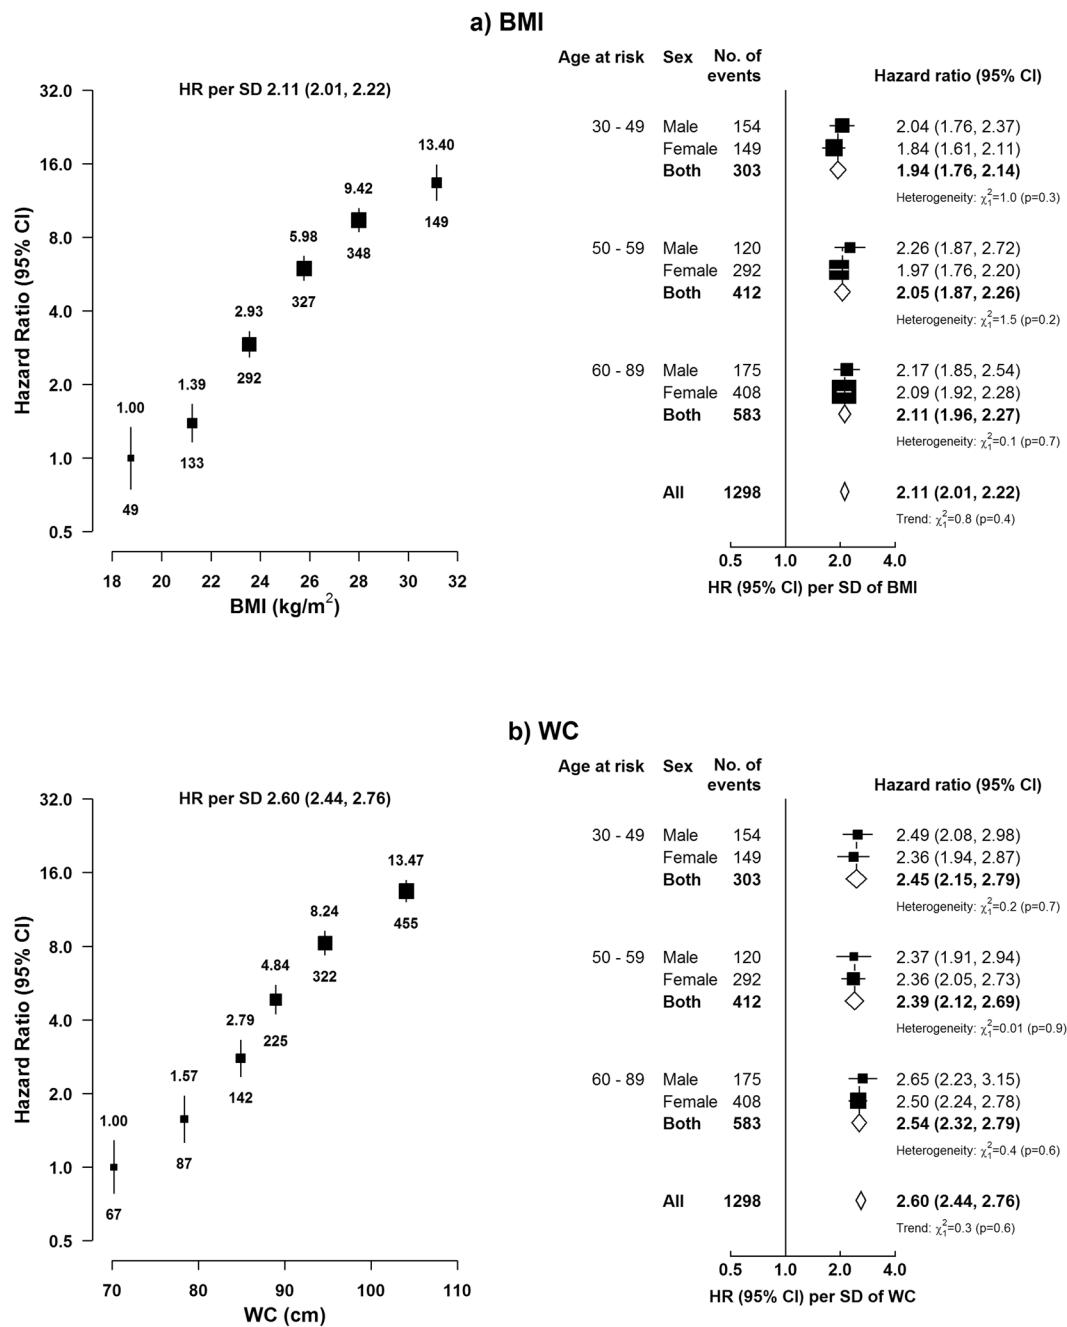 a) BMI
HR per SD 2.11 (2.01, 2.22)
Hazard Ratio (95% CI)
32.0
16.0
8.0
4.0
2.0
1.0
0.5
1.00
49
1.39
133
2.93
292
5.98
327
9.42
348
13.40
149
18 20 22 24 26 28 30 32
BMI (kg/m²)
Age at risk Sex No. of events Hazard ratio (95% CI)
30 - 49 Male 154 2.04 (1.76, 2.37)
Female 149 1.84 (1.61, 2.11)
Both 303 1.94 (1.76, 2.14)
Heterogeneity: χ²₁=1.0 (p=0.3)
50 - 59 Male 120 2.26 (1.87, 2.72)
Female 292 1.97 (1.76, 2.20)
Both 412 2.05 (1.87, 2.26)
Heterogeneity: χ²₁=1.5 (p=0.2)
60 - 89 Male 175 2.17 (1.85, 2.54)
Female 408 2.09 (1.92, 2.28)
Both 583 2.11 (1.96, 2.27)
Heterogeneity: χ²₁=0.1 (p=0.7)
All 1298 2.11 (2.01, 2.22)
Trend: χ²₁=0.8 (p=0.4)
0.5 1.0 2.0 4.0
HR (95% CI) per SD of BMI
b) WC
HR per SD 2.60 (2.44, 2.76)
Hazard Ratio (95% CI)
32.0
16.0
8.0
4.0
2.0
1.0
0.5
1.00
67
1.57
87
2.79
142
4.84
225
8.24
322
13.47
455
70 80 90 100 110
WC (cm)
Age at risk Sex No. of events Hazard ratio (95% CI)
30 - 49 Male 154 2.49 (2.08, 2.98)
Female 149 2.36 (1.94, 2.87)
Both 303 2.45 (2.15, 2.79)
Heterogeneity: χ²₁=0.2 (p=0.7)
50 - 59 Male 120 2.37 (1.91, 2.94)
Female 292 2.36 (2.05, 2.73)
Both 412 2.39 (2.12, 2.69)
Heterogeneity: χ²₁=0.01 (p=0.9)
60 - 89 Male 175 2.65 (2.23, 3.15)
Female 408 2.50 (2.24, 2.78)
Both 583 2.54 (2.32, 2.79)
Heterogeneity: χ²₁=0.4 (p=0.6)
All 1298 2.60 (2.44, 2.76)
Trend: χ²₁=0.3 (p=0.6)
0.5 1.0 2.0 4.0
HR (95% CI) per SD of WC